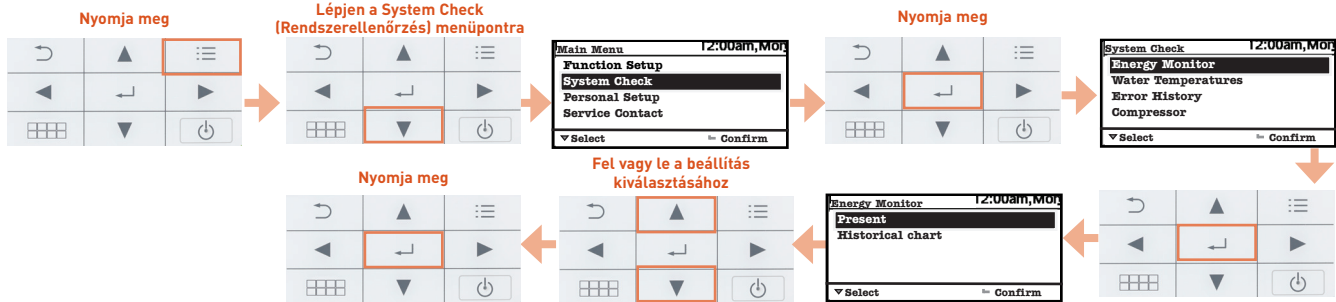 Nyomja meg
Lépjen a System Check
(Rendszerellenőrzés) menüpontra
Main Menu 12:00am,Mon
Function Setup
System Check
Personal Setup
Service Contact
Select Confirm
Nyomja meg
System Check 12:00am,Mon
Energy Monitor
Water Temperatures
Error History
Compressor
Select Confirm
Nyomja meg
Fel vagy le a beállítás
kiválasztásához
Energy Monitor 12:00am,Mon
Present
Historical chart
Select Confirm